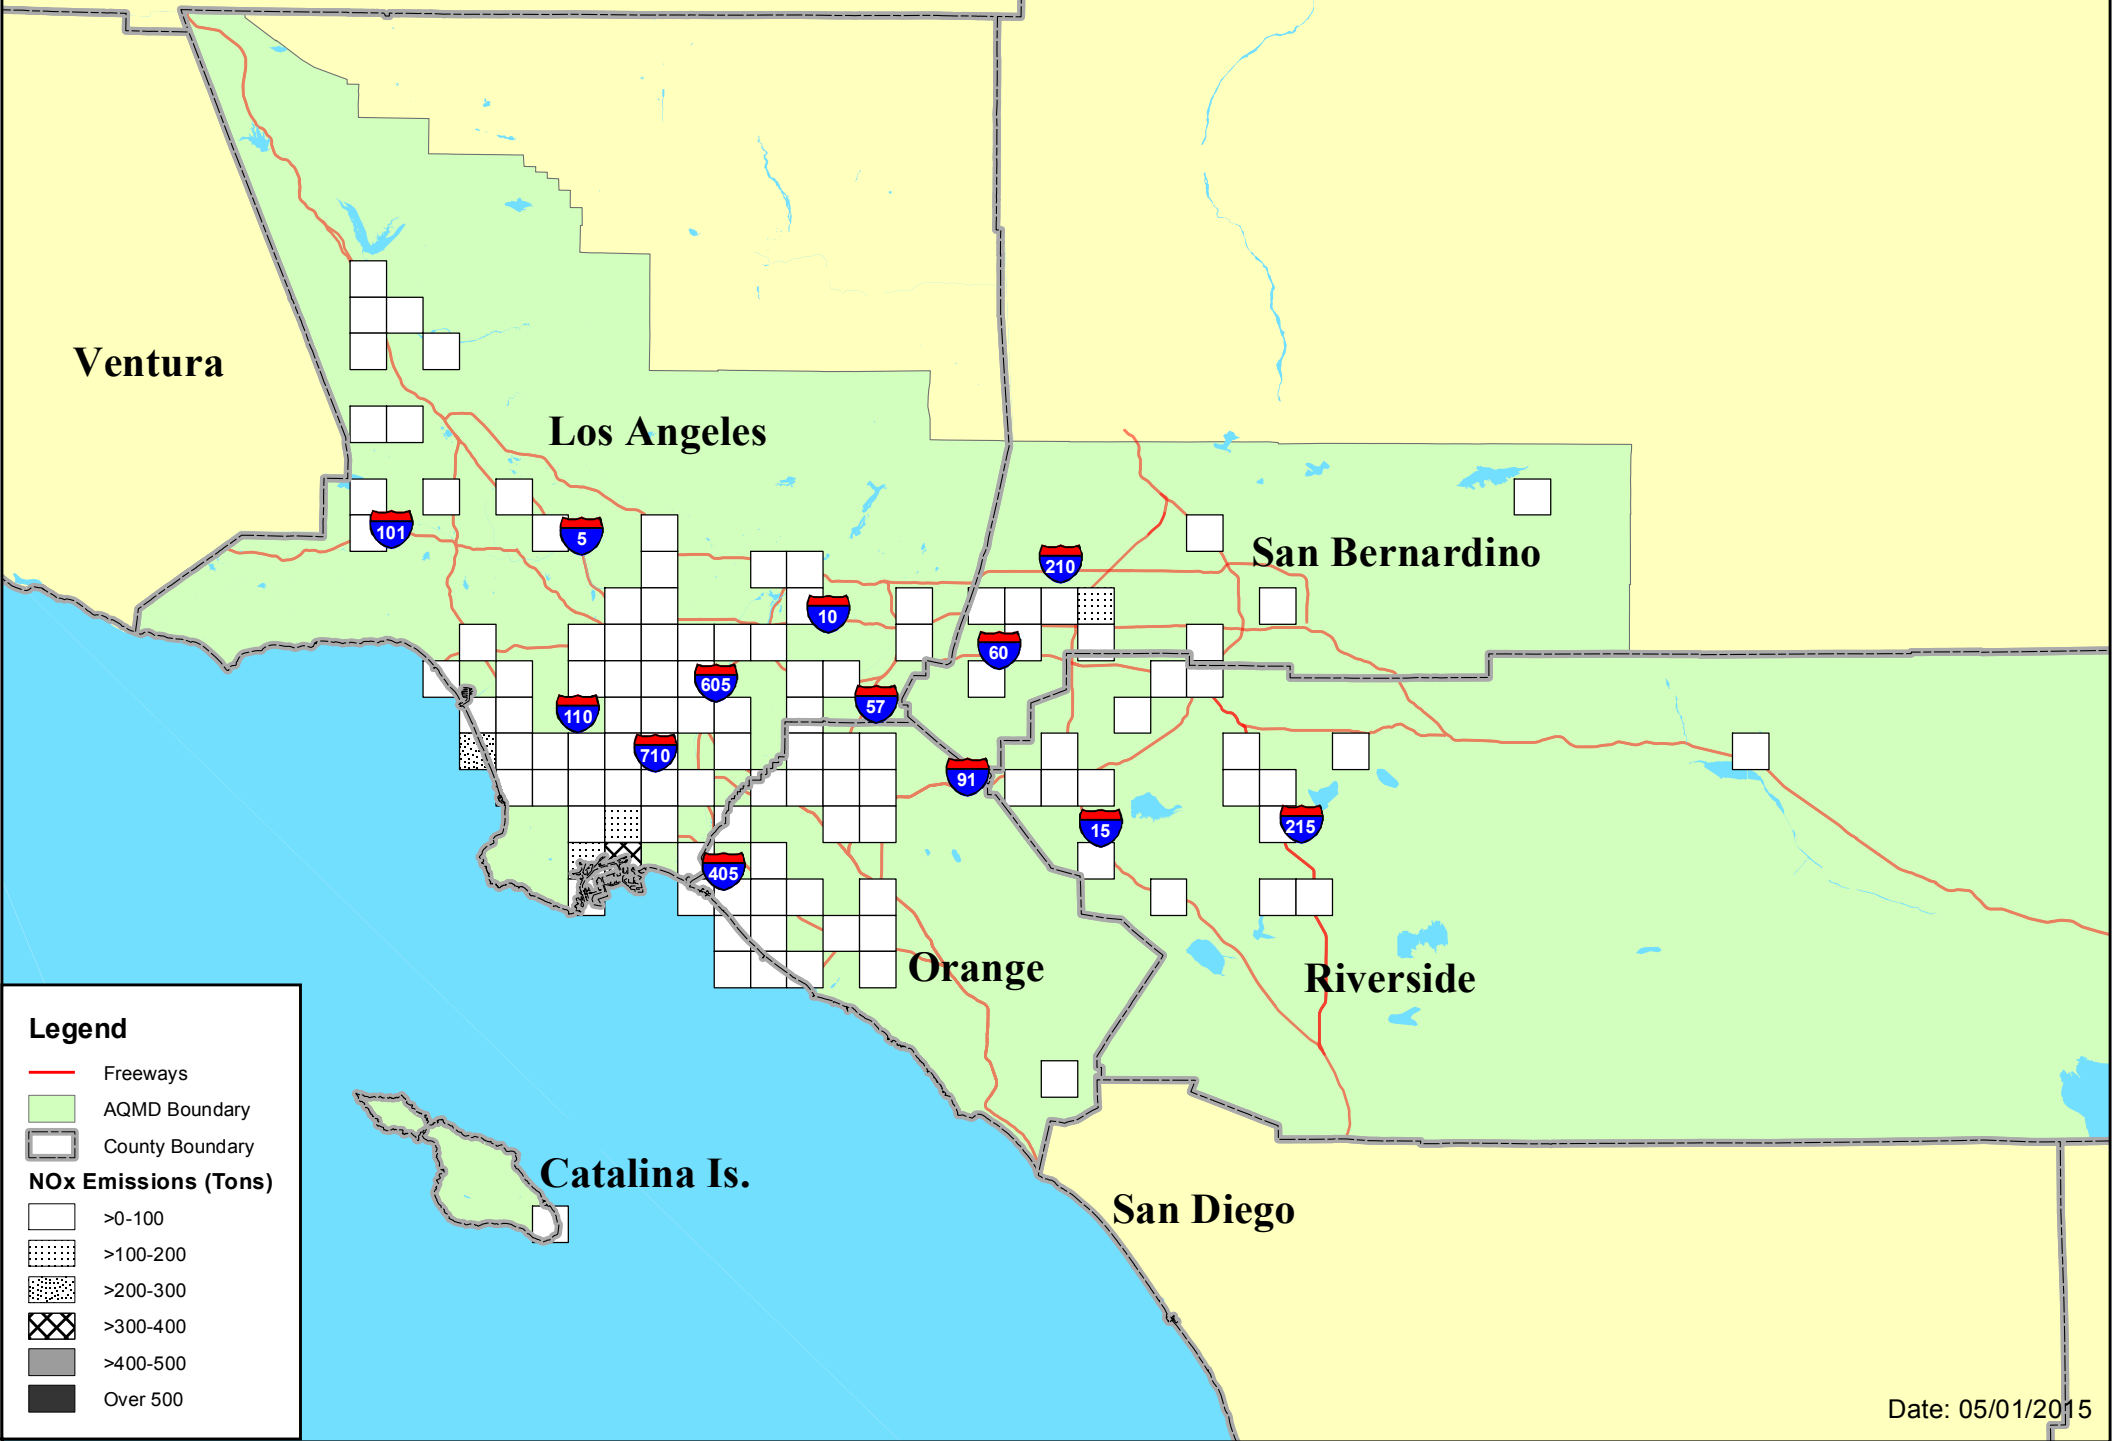 Ventura
Los Angeles
101
5
210
San Bernardino
10
60
605
57
110
710
91
15
215
405
Orange
Riverside
Catalina Is.
San Diego
Legend
Freeways
AQMD Boundary
County Boundary
NOx Emissions (Tons)
>0-100
>100-200
>200-300
>300-400
>400-500
Over 500
Date: 05/01/2015